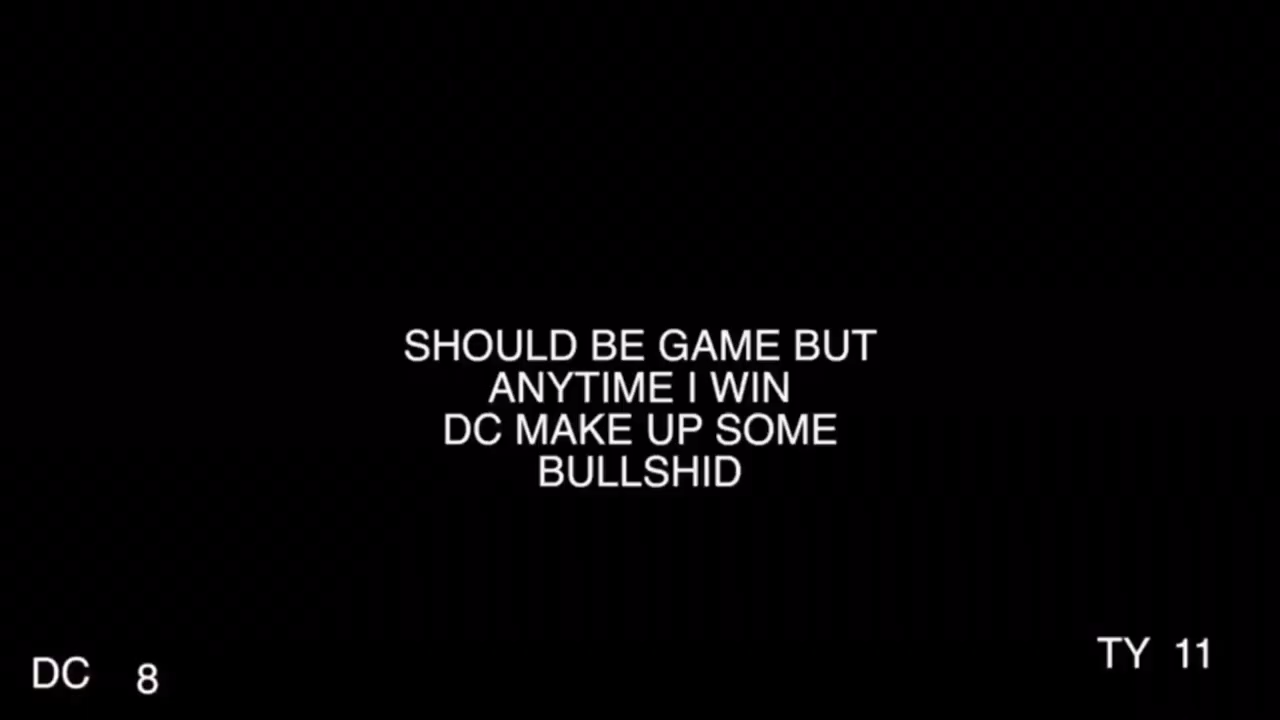 SHOULD BE GAME BUT
ANYTIME I WIN
DC MAKE UP SOME
BULLSHID
DC 8
TY 11